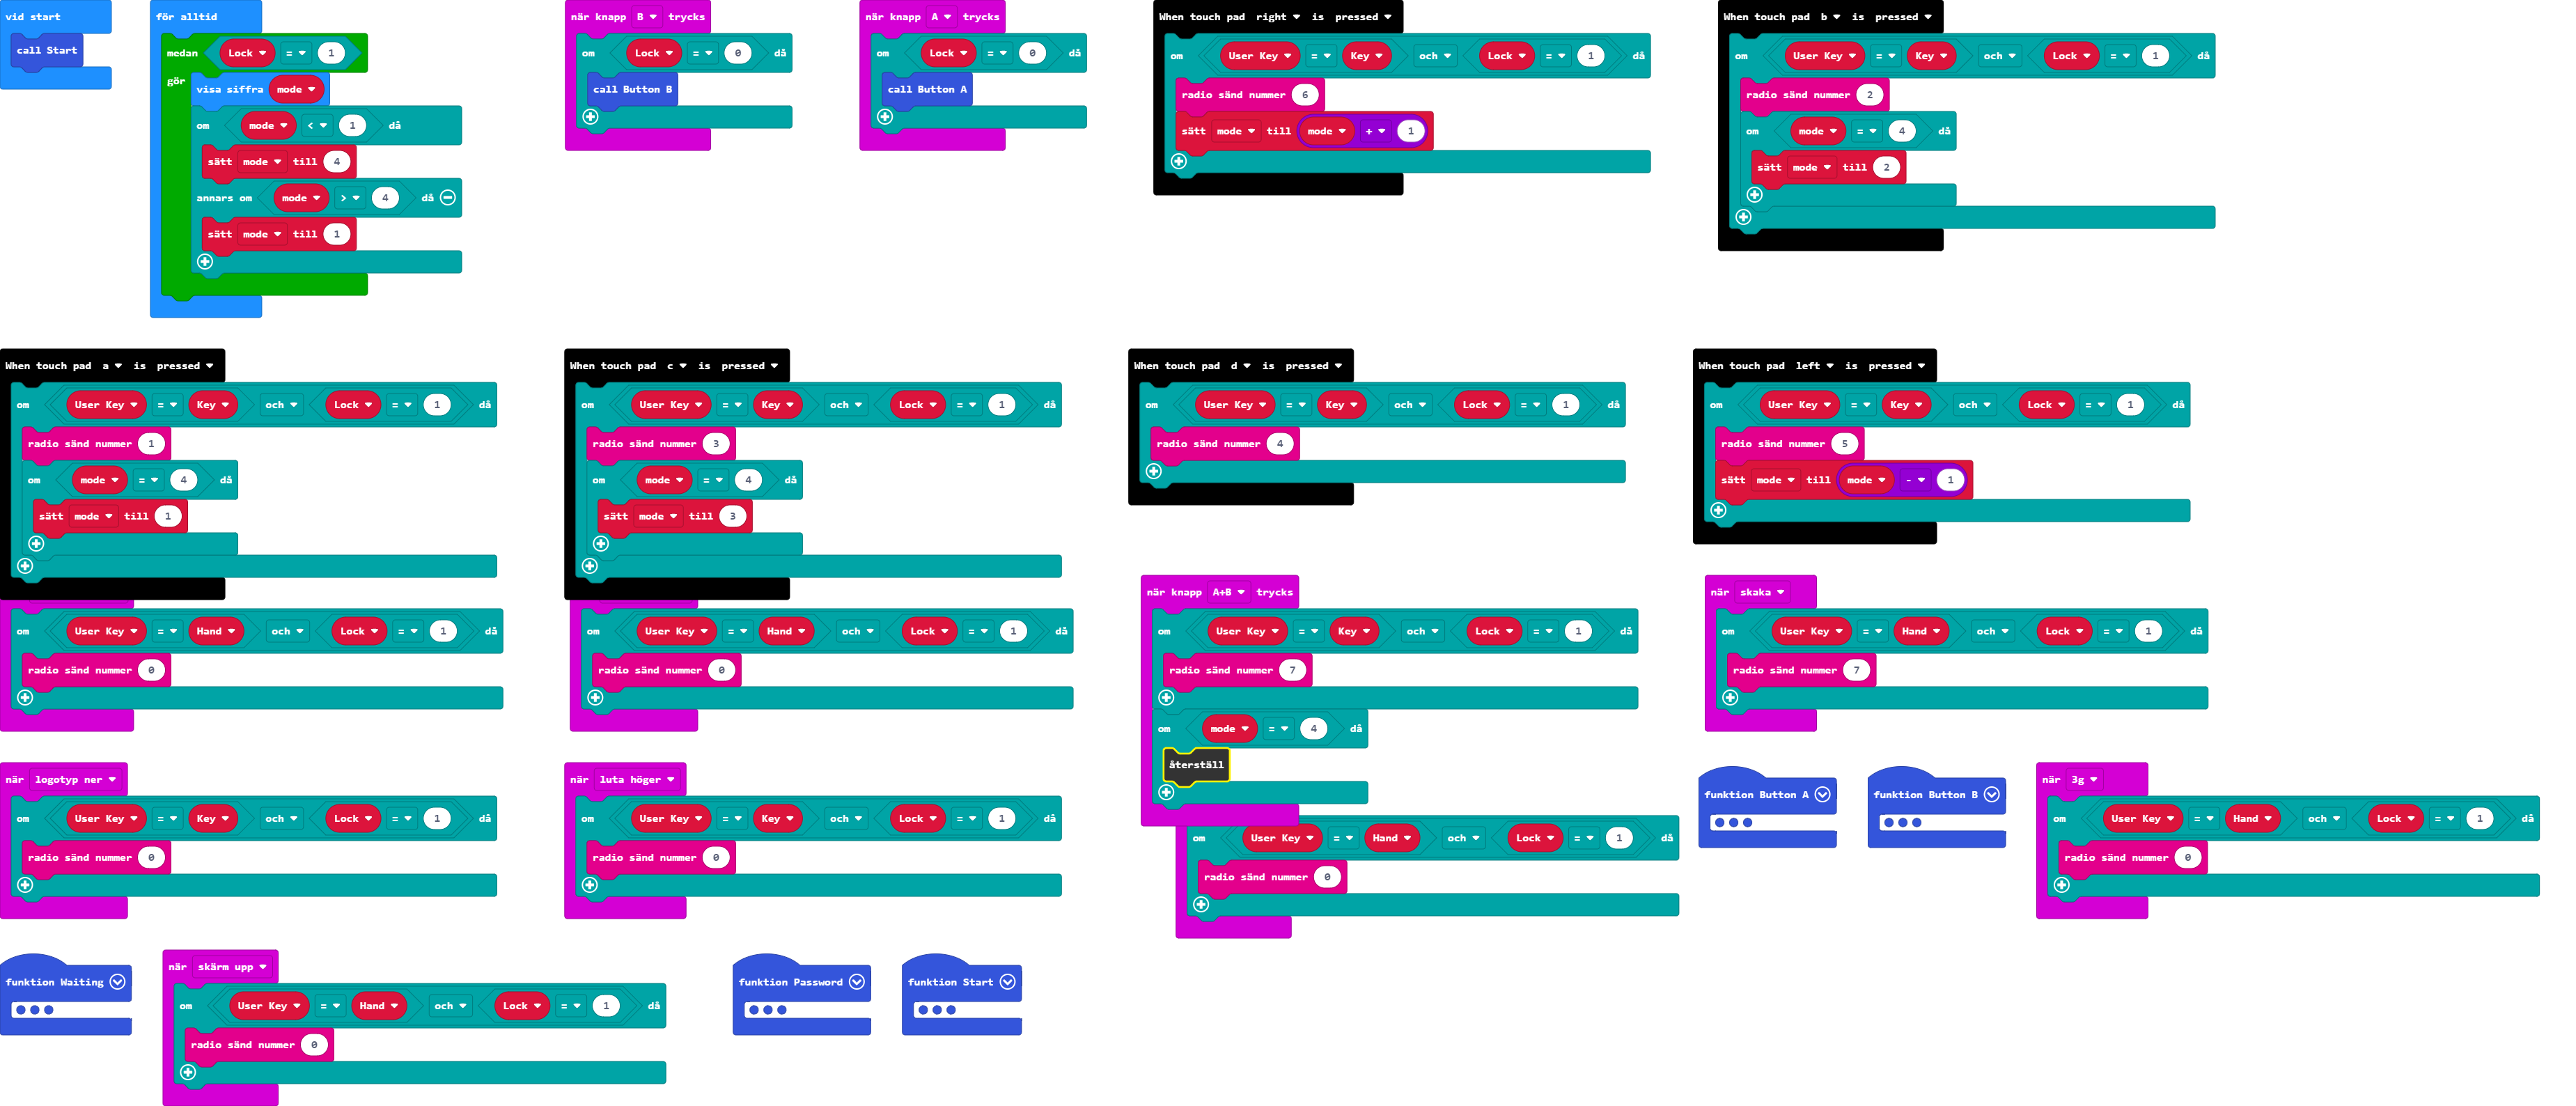 vid start
call Start
för alltid
medan Lock = 1
gör
visa siffra mode
om mode < 1 då
sätt mode till 4
annars om mode > 4 då
sätt mode till 1
när knapp B trycks
om Lock = 0 då
call Button B
när knapp A trycks
om Lock = 0 då
call Button A
When touch pad right is pressed
om User Key = Key och Lock = 1 då
radio sänd nummer 6
sätt mode till mode + 1
When touch pad b is pressed
om User Key = Key och Lock = 1 då
radio sänd nummer 2
om mode = 4 då
sätt mode till 2
When touch pad a is pressed
om User Key = Key och Lock = 1 då
radio sänd nummer 1
om mode = 4 då
sätt mode till 1
When touch pad c is pressed
om User Key = Key och Lock = 1 då
radio sänd nummer 3
om mode = 4 då
sätt mode till 3
When touch pad d is pressed
om User Key = Key och Lock = 1 då
radio sänd nummer 4
When touch pad left is pressed
om User Key = Key och Lock = 1 då
radio sänd nummer 5
sätt mode till mode - 1
om User Key = Hand och Lock = 1 då
radio sänd nummer 0
om User Key = Hand och Lock = 1 då
radio sänd nummer 0
när knapp A+B trycks
om User Key = Key och Lock = 1 då
radio sänd nummer 7
om mode = 4 då
återställ
när skaka
om User Key = Hand och Lock = 1 då
radio sänd nummer 7
när logotyp ner
om User Key = Key och Lock = 1 då
radio sänd nummer 0
när luta höger
om User Key = Key och Lock = 1 då
radio sänd nummer 0
om User Key = Hand och Lock = 1 då
radio sänd nummer 0
funktion Button A
funktion Button B
när 3g
om User Key = Hand och Lock = 1 då
radio sänd nummer 0
funktion Waiting
när skärm upp
om User Key = Hand och Lock = 1 då
radio sänd nummer 0
funktion Password
funktion Start